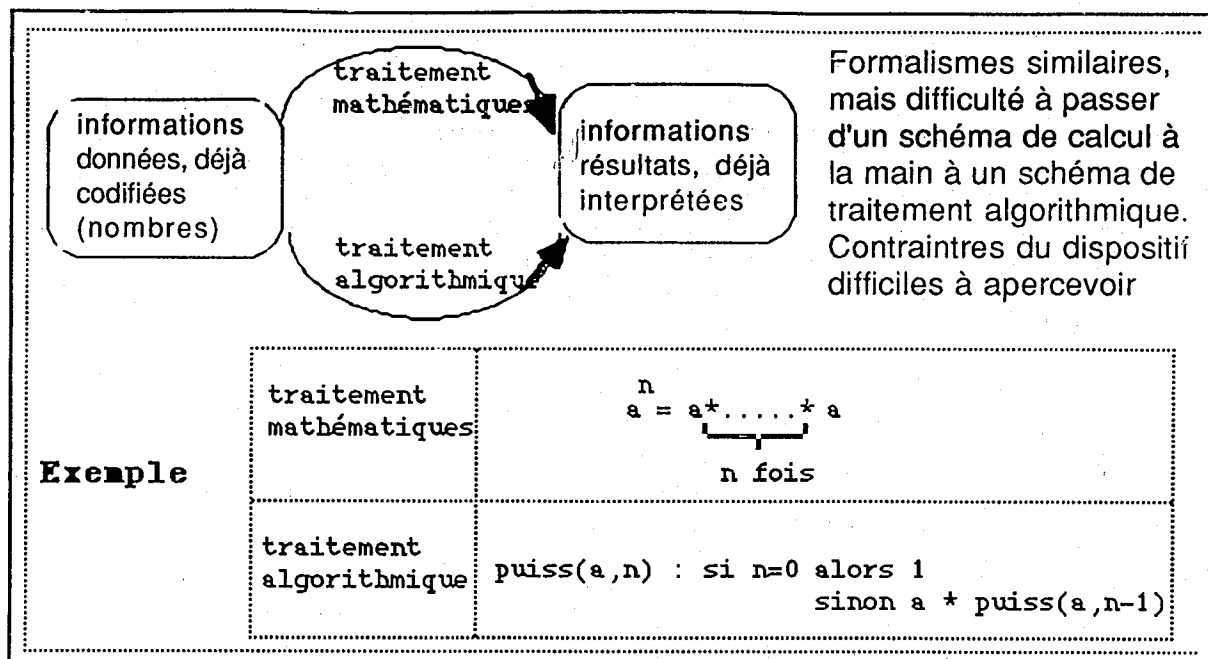 traitement
mathématiques
informations
données, déjà
codifiées
(nombres)
informations
résultats, déjà
interprétées
traitement
algorithmique
Formalismes similaires,
mais difficulté à passer
d'un schéma de calcul à
la main à un schéma de
traitement algorithmique.
Contraintres du dispositif
difficiles à apercevoir
Exemple
traitement
mathématiques
n
a = a*.....* a
n fois
traitement
algorithmique
puiss(a,n) : si n=0 alors 1
sinon a * puiss(a,n-1)